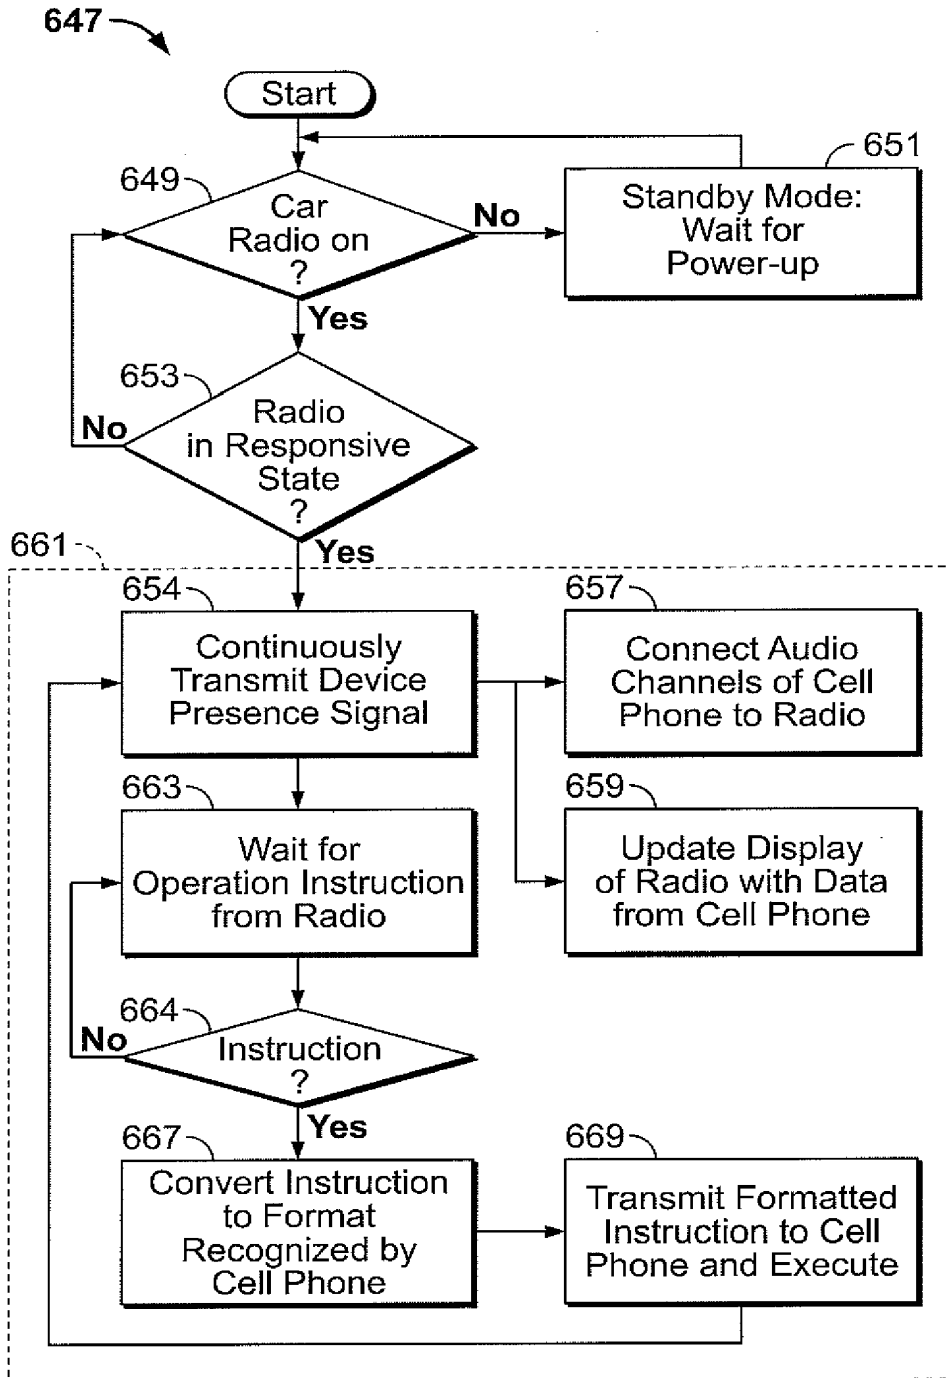 647
Start
649
Car
Radio on
?
No
651
Standby Mode:
Wait for
Power-up
Yes
653
Radio
in Responsive
State
?
No
Yes
661
654
Continuously
Transmit Device
Presence Signal
657
Connect Audio
Channels of Cell
Phone to Radio
663
Wait for
Operation Instruction
from Radio
659
Update Display
of Radio with Data
from Cell Phone
664
Instruction
?
No
Yes
667
Convert Instruction
to Format
Recognized by
Cell Phone
669
Transmit Formatted
Instruction to Cell
Phone and Execute